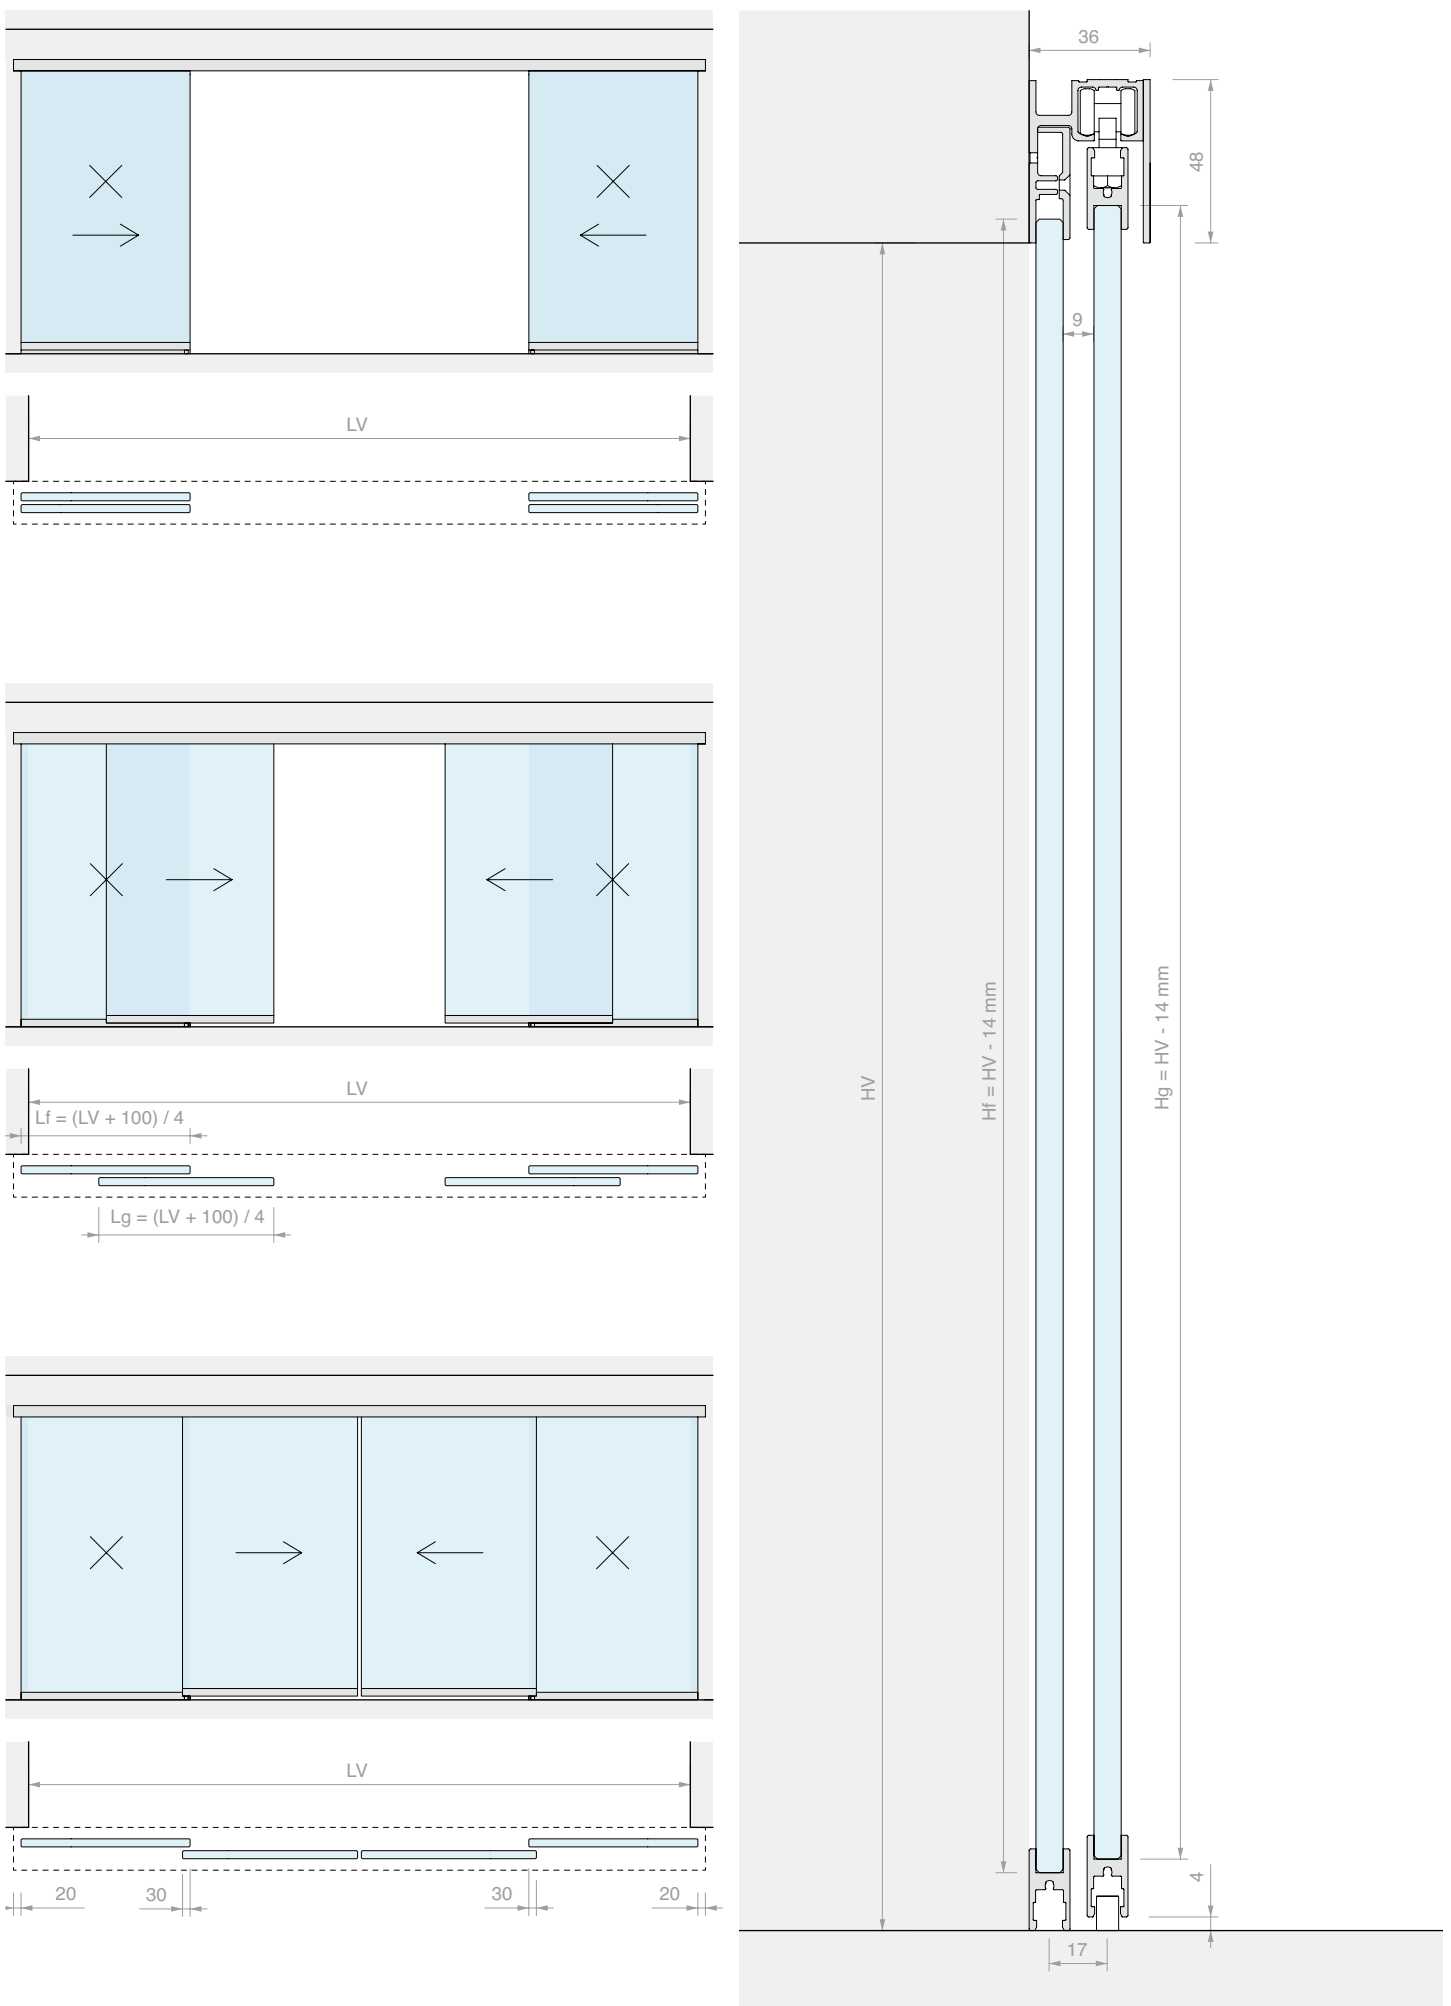 36
48
LV
9
HV
Hf = HV - 14 mm
Hg = HV - 14 mm
LV
Lf = (LV + 100) / 4
Lg = (LV + 100) / 4
LV
20
30
30
20
4
17